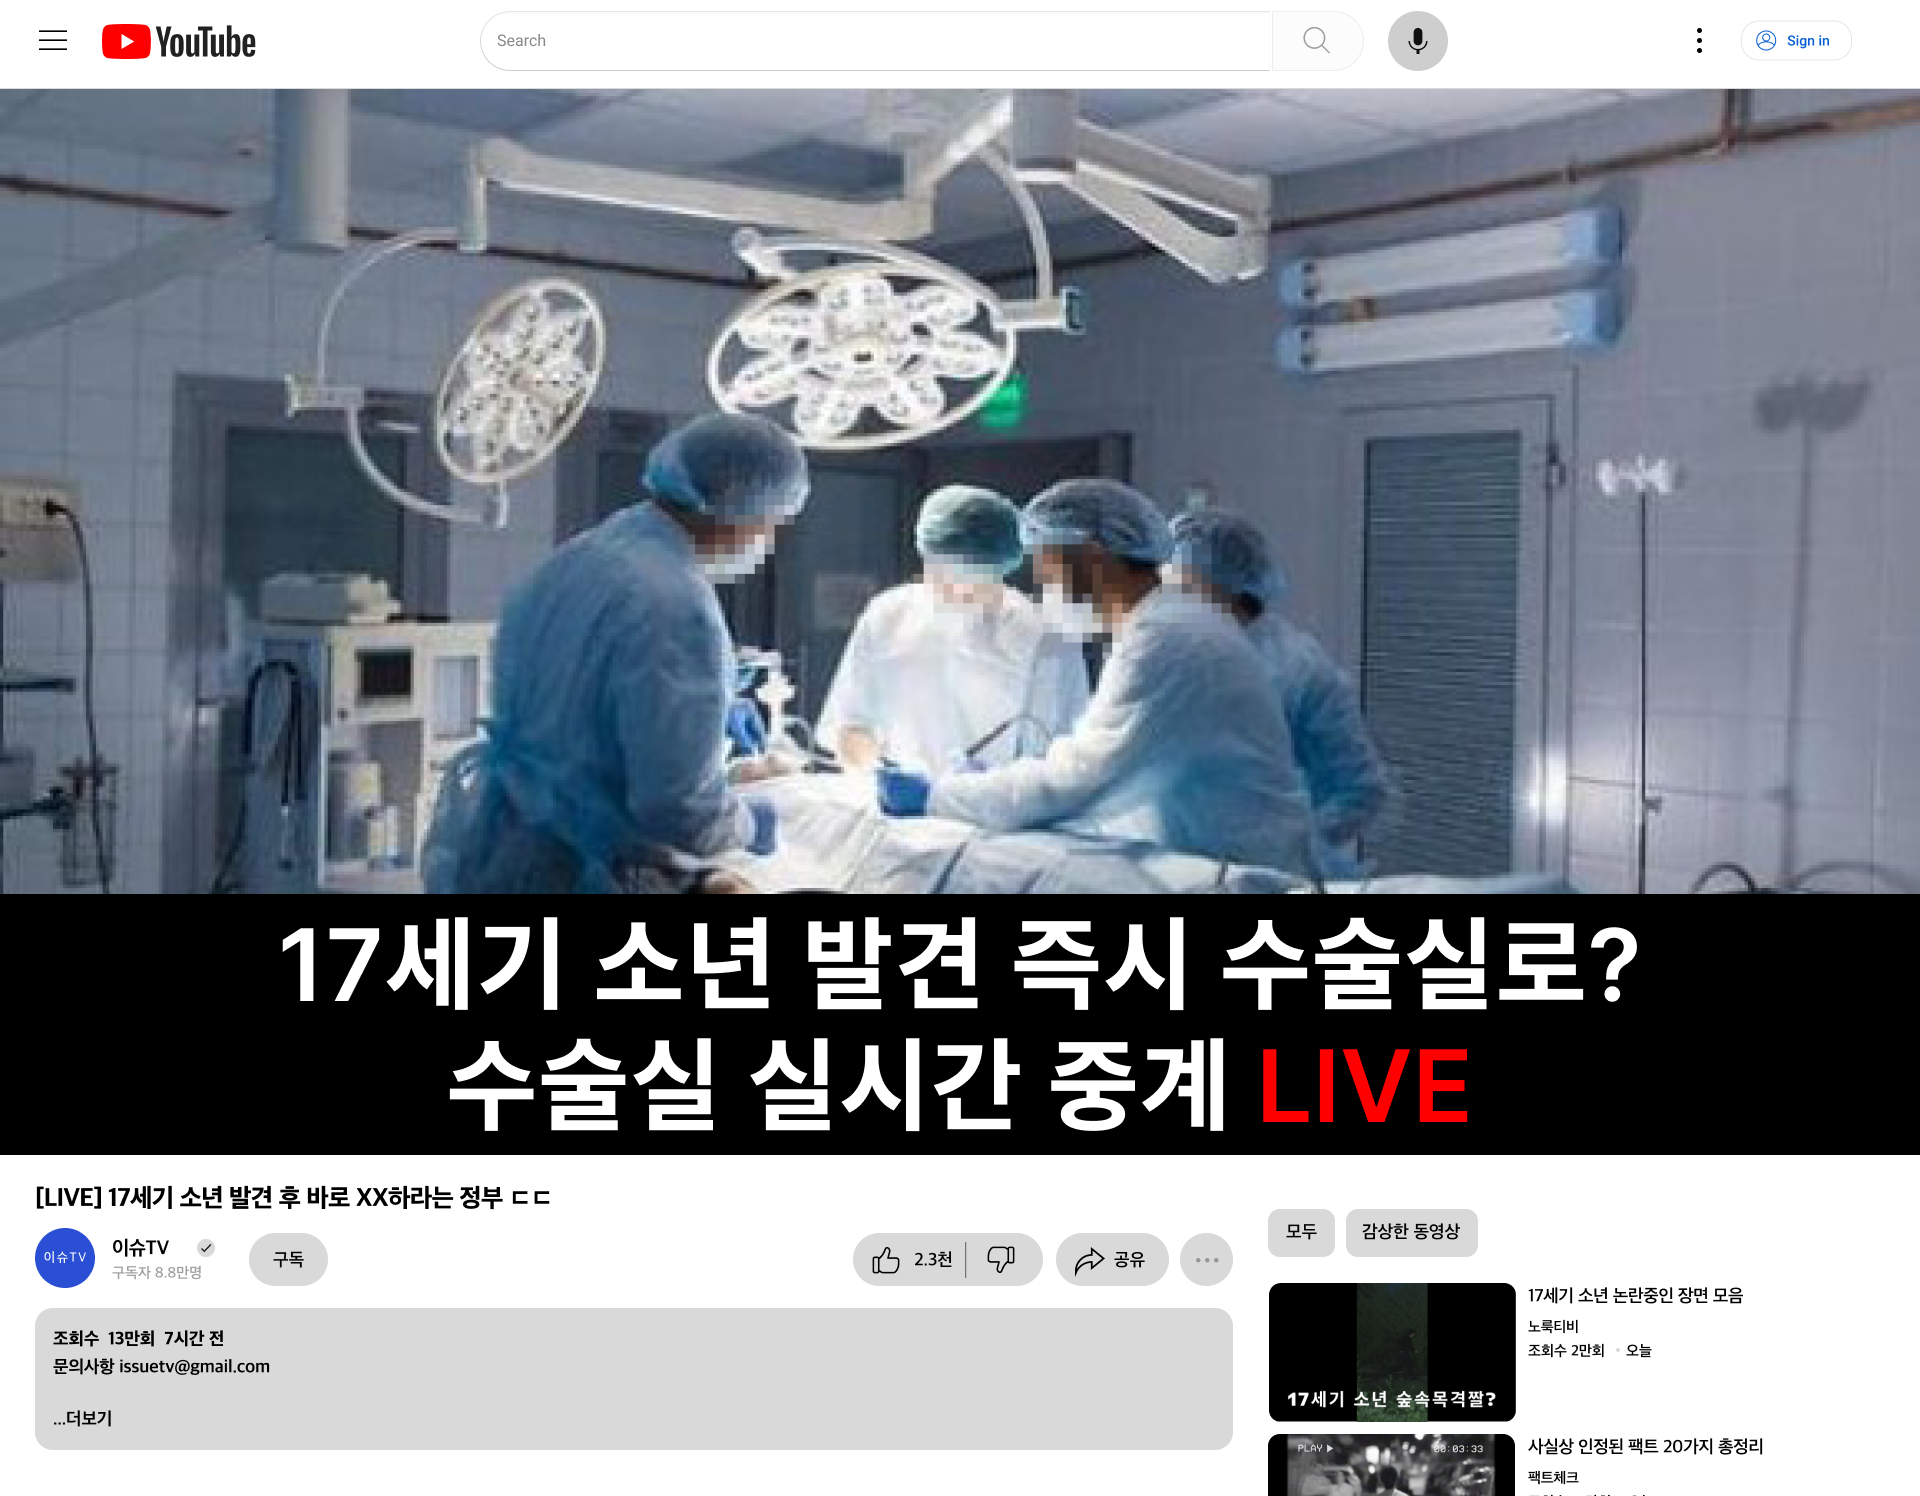 YouTube
Search
Sign in
17세기 소년 발견 즉시 수술실로?
수술실 실시간 중계 LIVE
[LIVE] 17세기 소년 발견 후 바로 XX하라는 정부 ㄷㄷ
이슈TV
이슈TV
구독자 8.8만명
구독
2.3천
공유
조회수 13만회 7시간 전
문의사항 issuetv@gmail.com
...더보기
모두
감상한 동영상
17세기 소년 숲속목격짤?
17세기 소년 논란중인 장면 모음
노룩티비
조회수 2만회 • 오늘
PLAY ▶
00:03:33
사실상 인정된 팩트 20가지 총정리
팩트체크